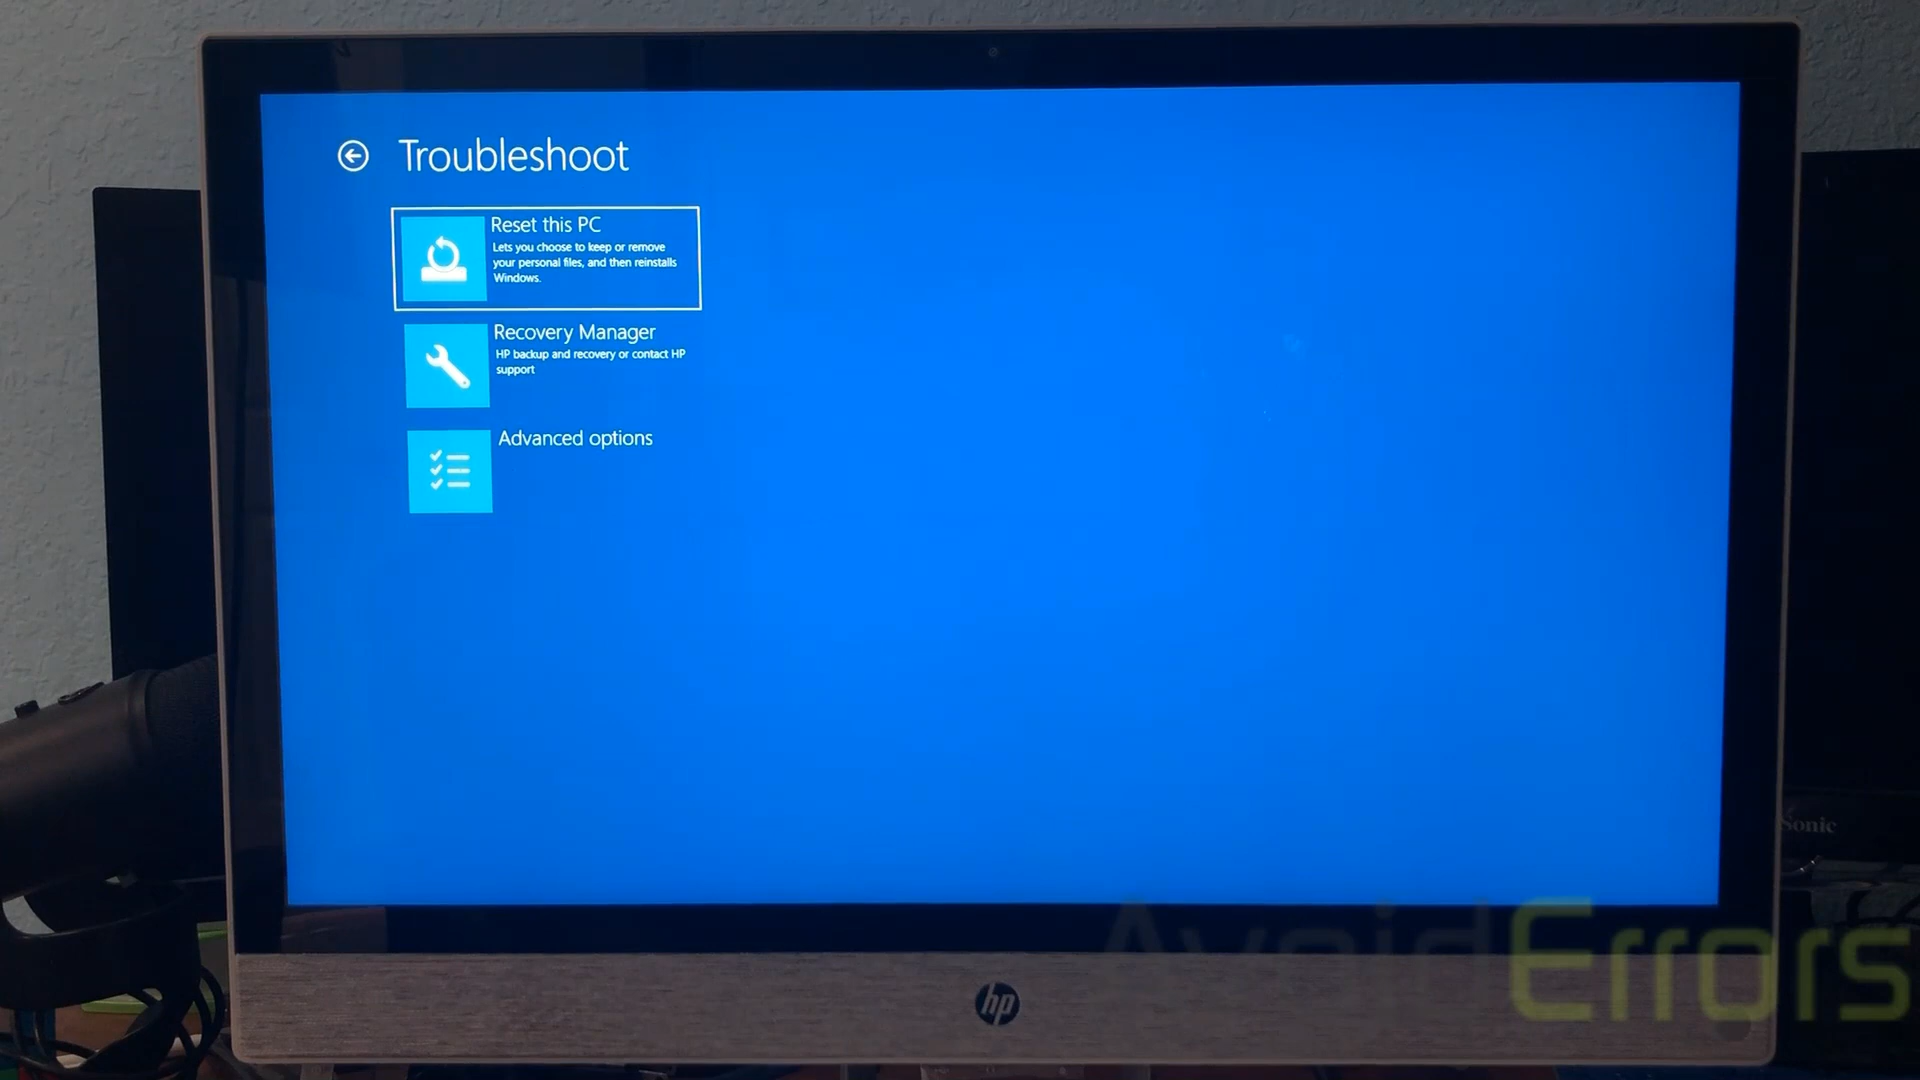 Troubleshoot
Reset this PC
Lets you choose to keep or remove
your personal files, and then reinstalls
Windows.
Recovery Manager
HP backup and recovery or contact HP
support
Advanced options
Sonic
hp
AvoidErrors